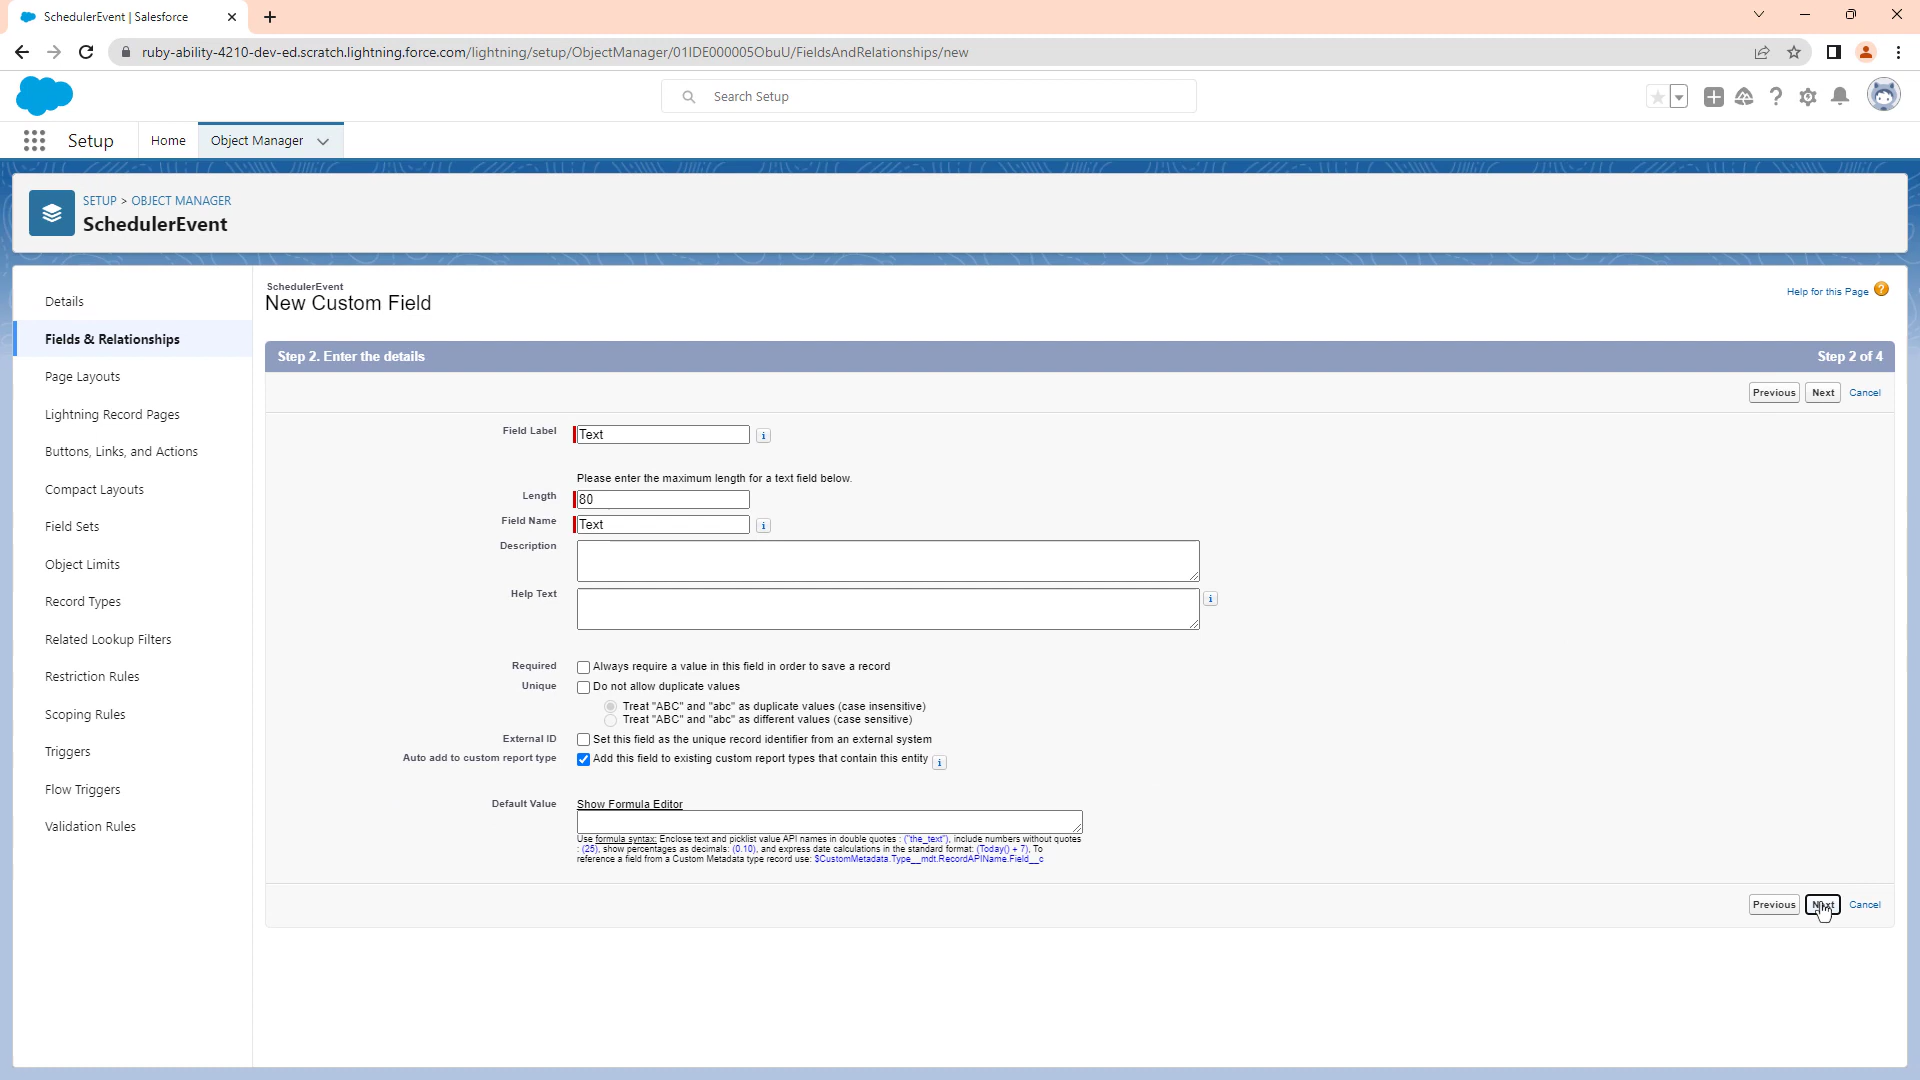 SchedulerEvent | Salesforce
ruby-ability-4210-dev-ed.scratch.lightning.force.com/lightning/setup/ObjectManager/01IDE000005ObuU/FieldsAndRelationships/new
Search Setup
Setup
Home
Object Manager
SETUP > OBJECT MANAGER
SchedulerEvent
Details
Fields & Relationships
Page Layouts
Lightning Record Pages
Buttons, Links, and Actions
Compact Layouts
Field Sets
Object Limits
Record Types
Related Lookup Filters
Restriction Rules
Scoping Rules
Triggers
Flow Triggers
Validation Rules
SchedulerEvent
New Custom Field
Help for this Page
Step 2. Enter the details
Step 2 of 4
Previous Next Cancel
Field Label Text
Please enter the maximum length for a text field below.
Length 80
Field Name Text
Description
Help Text
Required Always require a value in this field in order to save a record
Unique Do not allow duplicate values
Treat "ABC" and "abc" as duplicate values (case insensitive)
Treat "ABC" and "abc" as different values (case sensitive)
External ID Set this field as the unique record identifier from an external system
Auto add to custom report type Add this field to existing custom report types that contain this entity
Default Value Show Formula Editor
Use formula syntax: Enclose text and picklist value API names in double quotes : ("the_text"), include numbers without quotes
: (25), show percentages as decimals: (0.10), and express date calculations in the standard format: (Today() + 7), To
reference a field from a Custom Metadata type record use: $CustomMetadata.Type__mdt.RecordAPIName.Field__c
Previous Next Cancel